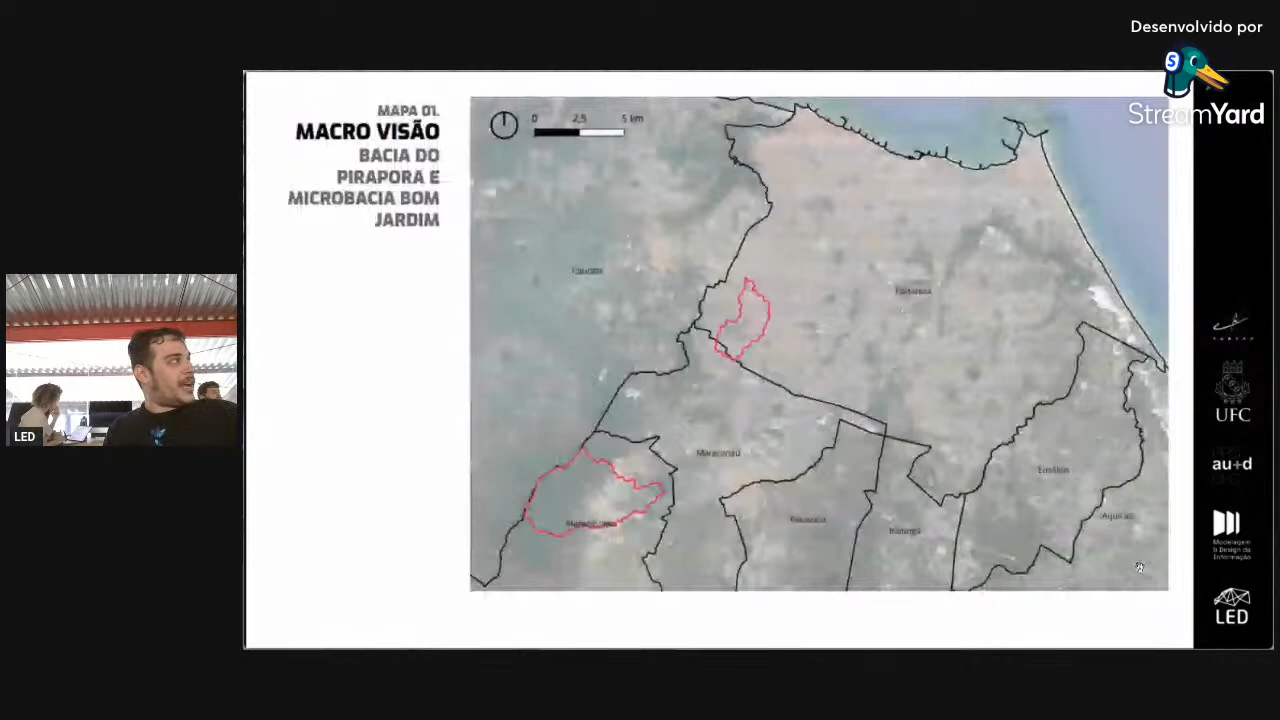 Desenvolvido por
StreamYard
MAPA 01.
MACRO VISÃO
BACIA DO
PIRAPORA E
MICROBACIA BOM
JARDIM
0 2,5 5 km
Fortaleza
Maracanaú
Eusébio
Aquiraz
LED
UFC
au+d
Modelagem
& Design da
Informação
LED